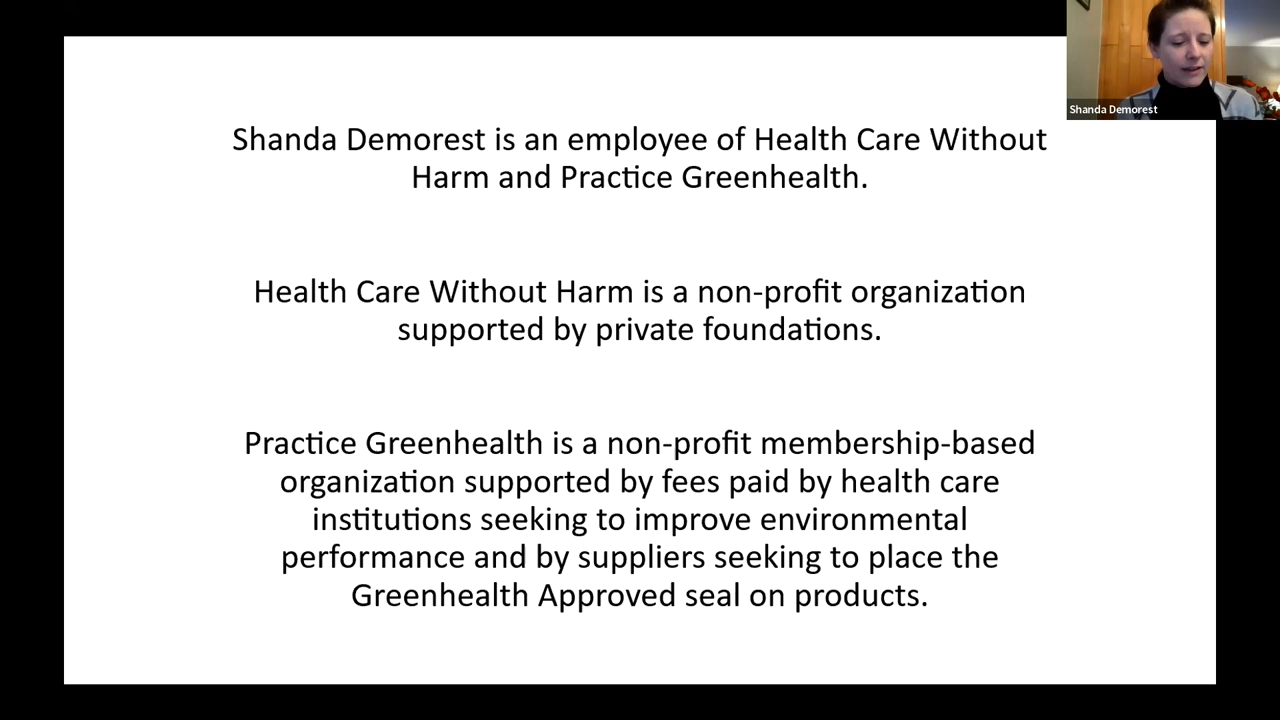 Shanda Demorest
Shanda Demorest is an employee of Health Care Without
Harm and Practice Greenhealth.
Health Care Without Harm is a non-profit organization
supported by private foundations.
Practice Greenhealth is a non-profit membership-based
organization supported by fees paid by health care
institutions seeking to improve environmental
performance and by suppliers seeking to place the
Greenhealth Approved seal on products.